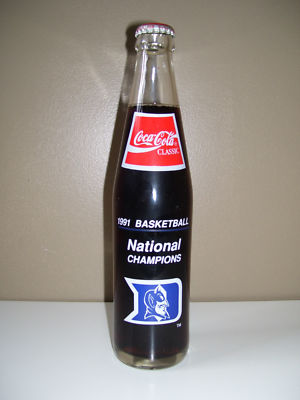 Coca-Cola
CLASSIC
1991 BASKETBALL
National
CHAMPIONS
TM